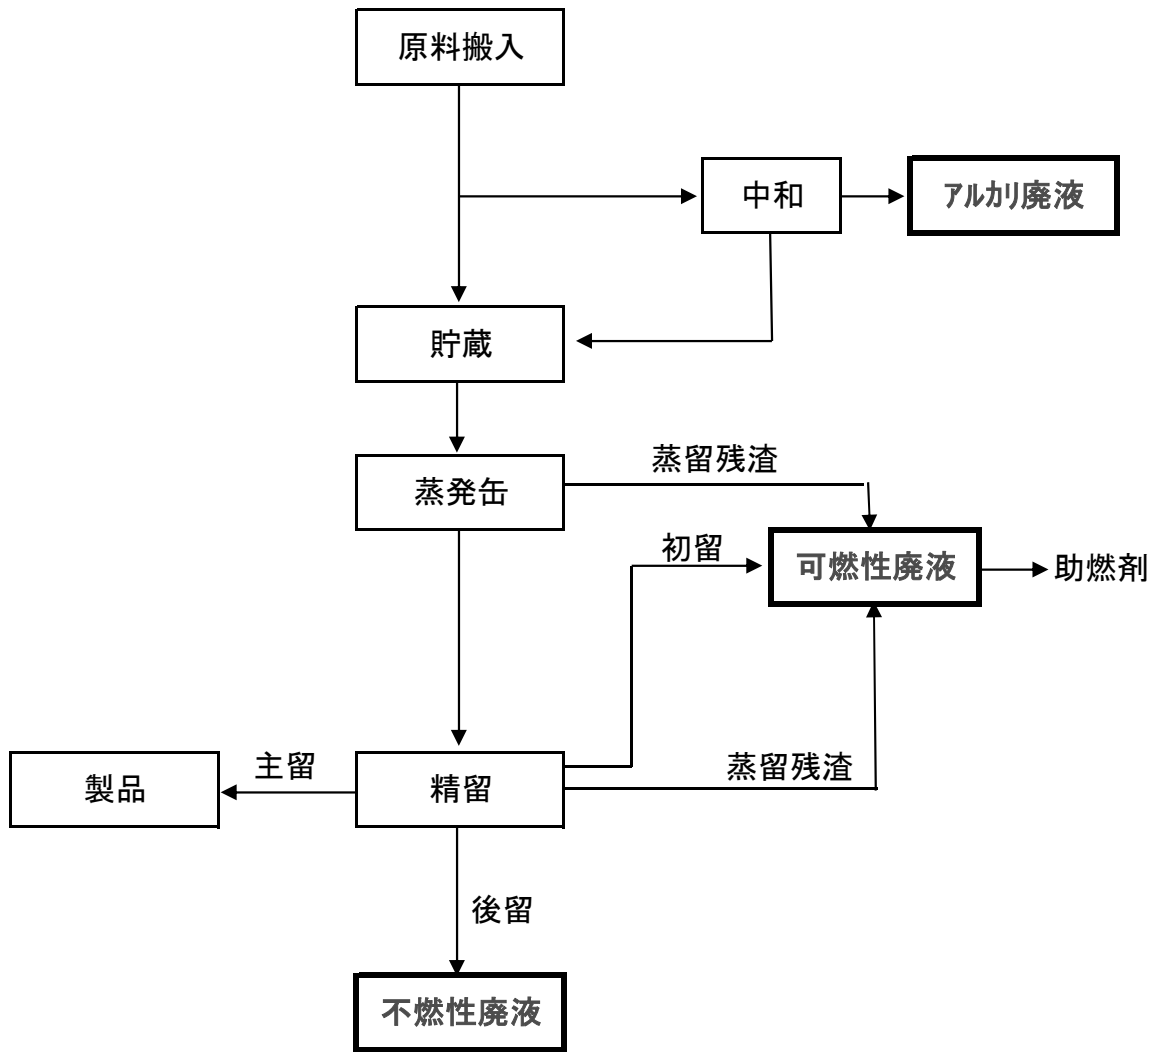 原料搬入
中和
ｱﾙｶﾘ廃液
貯蔵
蒸留残渣
蒸発缶
初留
可燃性廃液
助燃剤
主留
蒸留残渣
製品
精留
後留
不燃性廃液